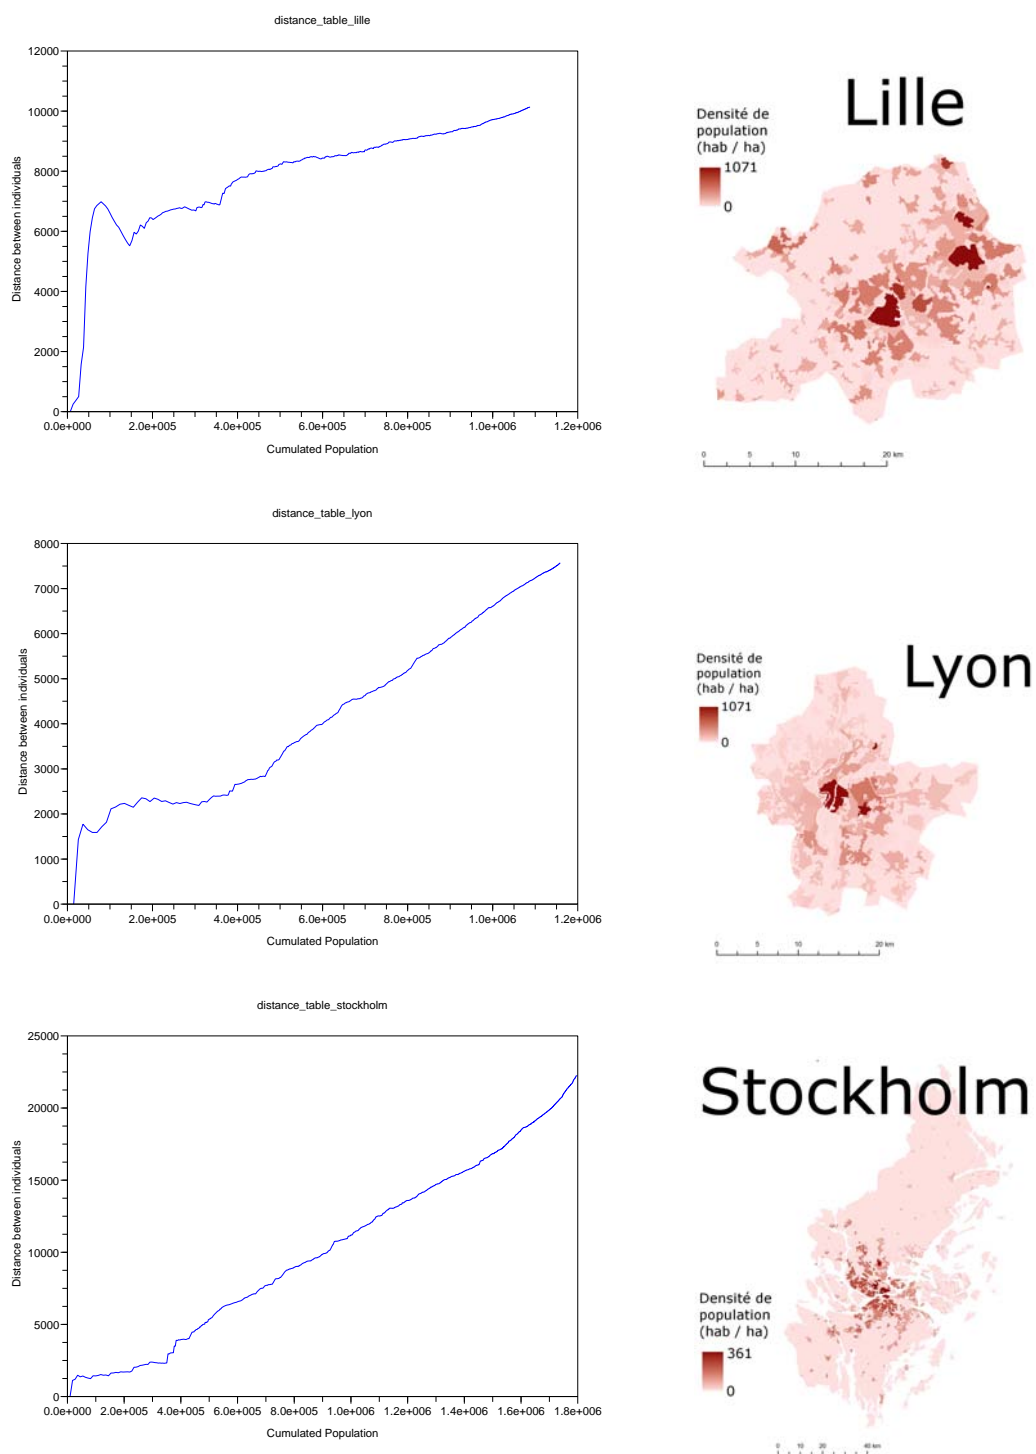 distance_table_lille
12000
10000
8000
6000
4000
2000
0
Distance between individuals
0.0e+000 2.0e+005 4.0e+005 6.0e+005 8.0e+005 1.0e+006 1.2e+006
Cumulated Population
Lille
Densité de
population
(hab / ha)
1071
0
0 5 10 20 km
distance_table_lyon
8000
7000
6000
5000
4000
3000
2000
1000
0
Distance between individuals
0.0e+000 2.0e+005 4.0e+005 6.0e+005 8.0e+005 1.0e+006 1.2e+006
Cumulated Population
Lyon
Densité de
population
(hab / ha)
1071
0
0 5 10 20 km
distance_table_stockholm
25000
20000
15000
10000
5000
0
Distance between individuals
0.0e+000 2.0e+005 4.0e+005 6.0e+005 8.0e+005 1.0e+006 1.2e+006 1.4e+006 1.6e+006 1.8e+006
Cumulated Population
Stockholm
Densité de
population
(hab / ha)
361
0
0 10 20 40 km